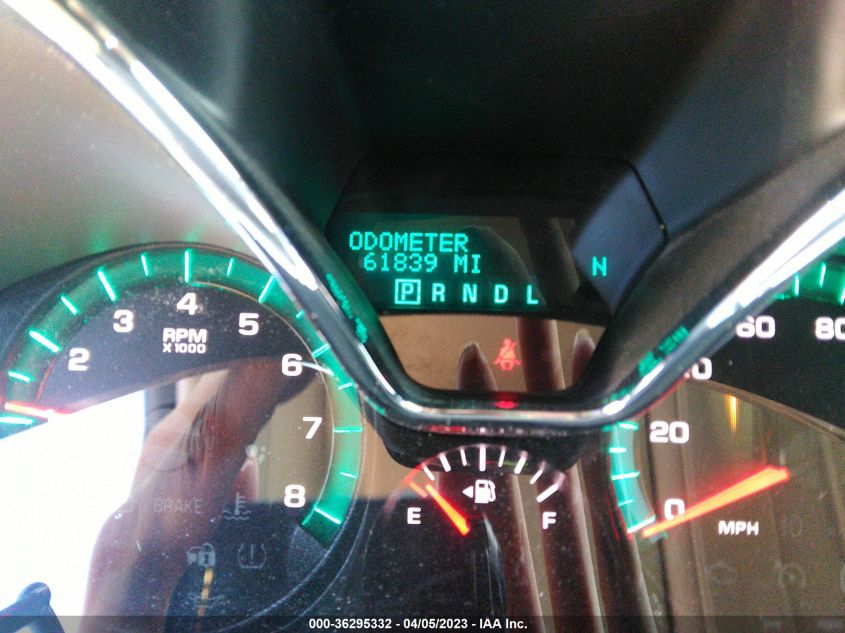 ODOMETER
61839 MI
N
P R N D L
2 3 4 5 6 7 8
RPM
X1000
BRAKE
E F
0 20 60 80
MPH
000-36295332 - 04/05/2023 - IAA Inc.